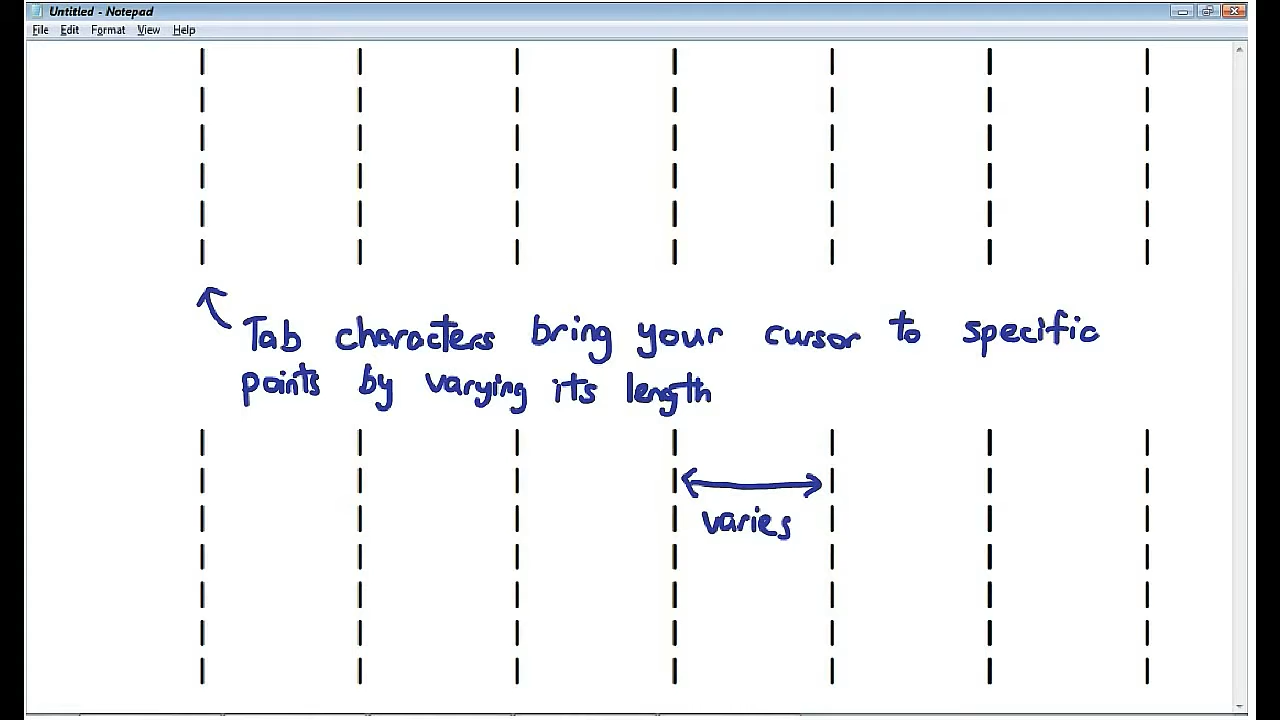 Untitled - Notepad
File Edit Format View Help
Tab characters bring your cursor to specific
points by varying its length
varies